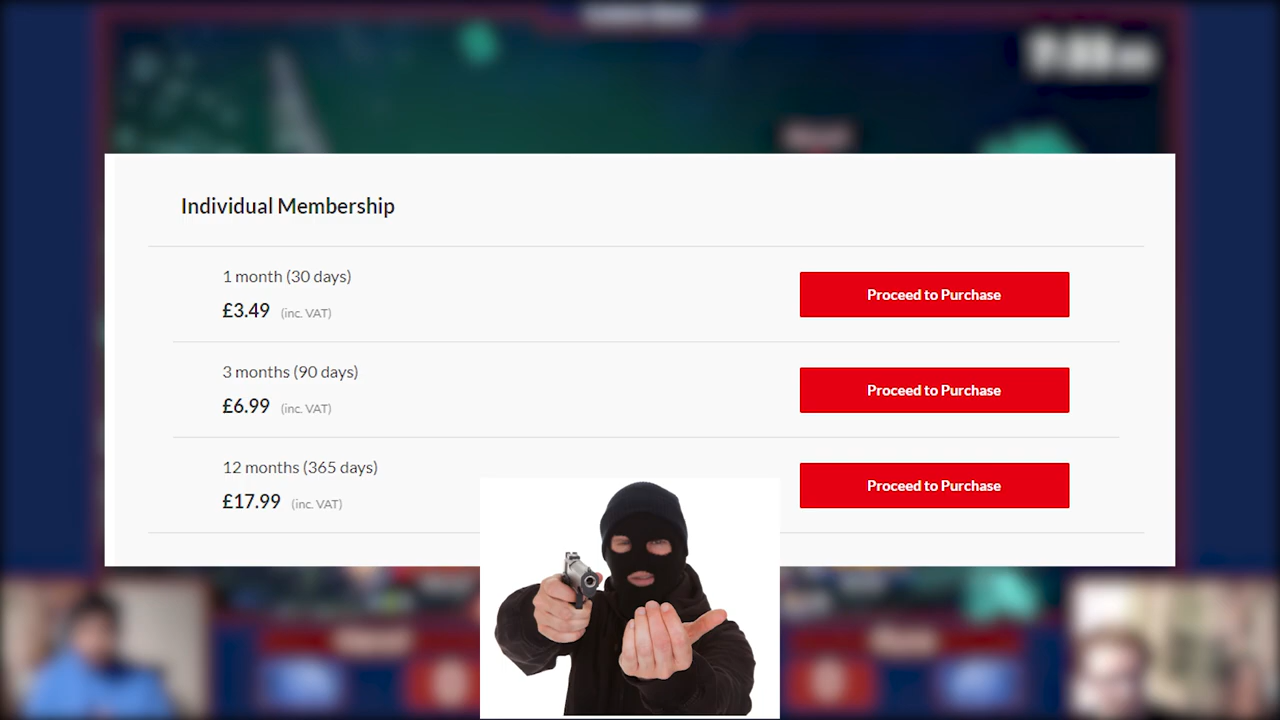 Individual Membership
1 month (30 days)
£3.49 (inc. VAT)
Proceed to Purchase
3 months (90 days)
£6.99 (inc. VAT)
Proceed to Purchase
12 months (365 days)
£17.99 (inc. VAT)
Proceed to Purchase